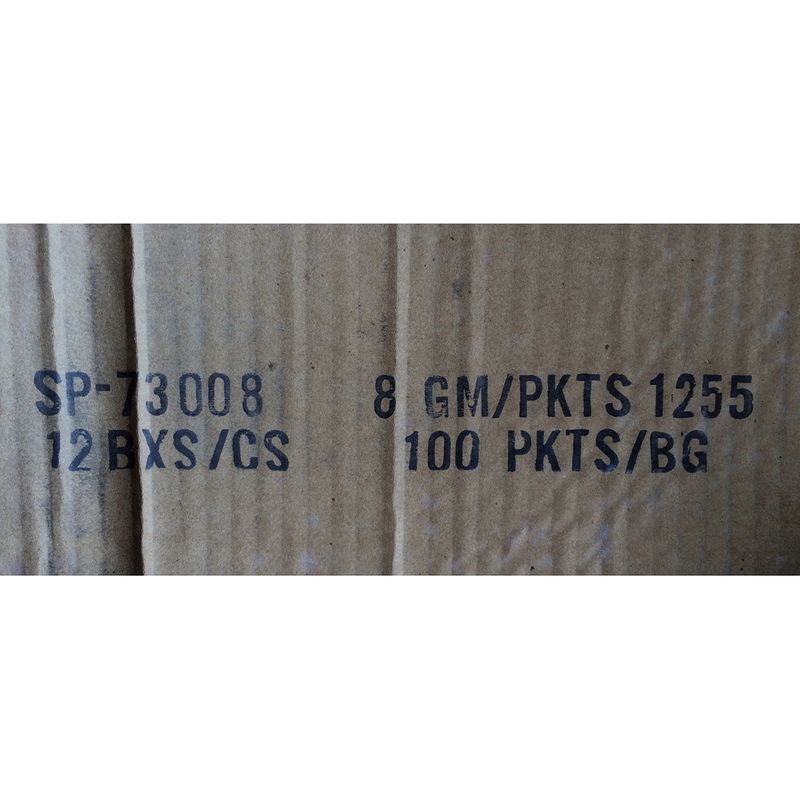 SP-73008 8 GM/PKTS 1255
12 BXS/CS 100 PKTS/BG